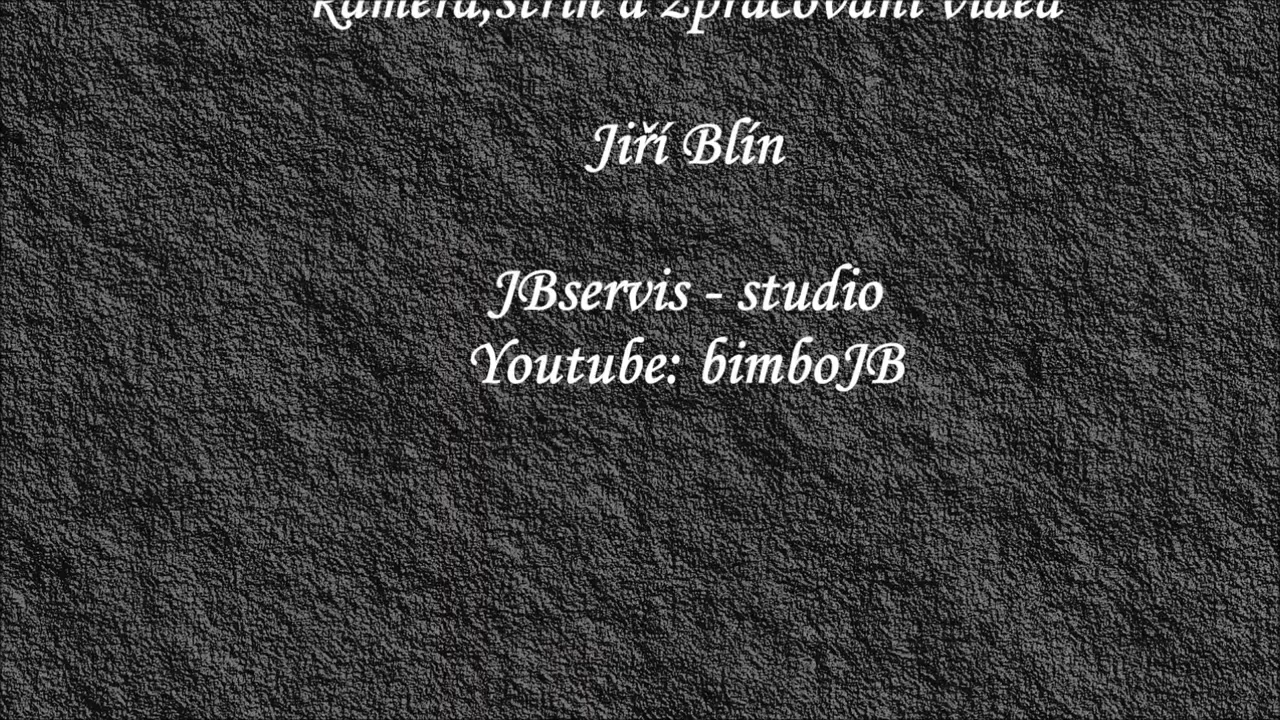 kamera,střih a zpracování videa
Jiří Blín
JBservis - studio
Youtube: bimboJB